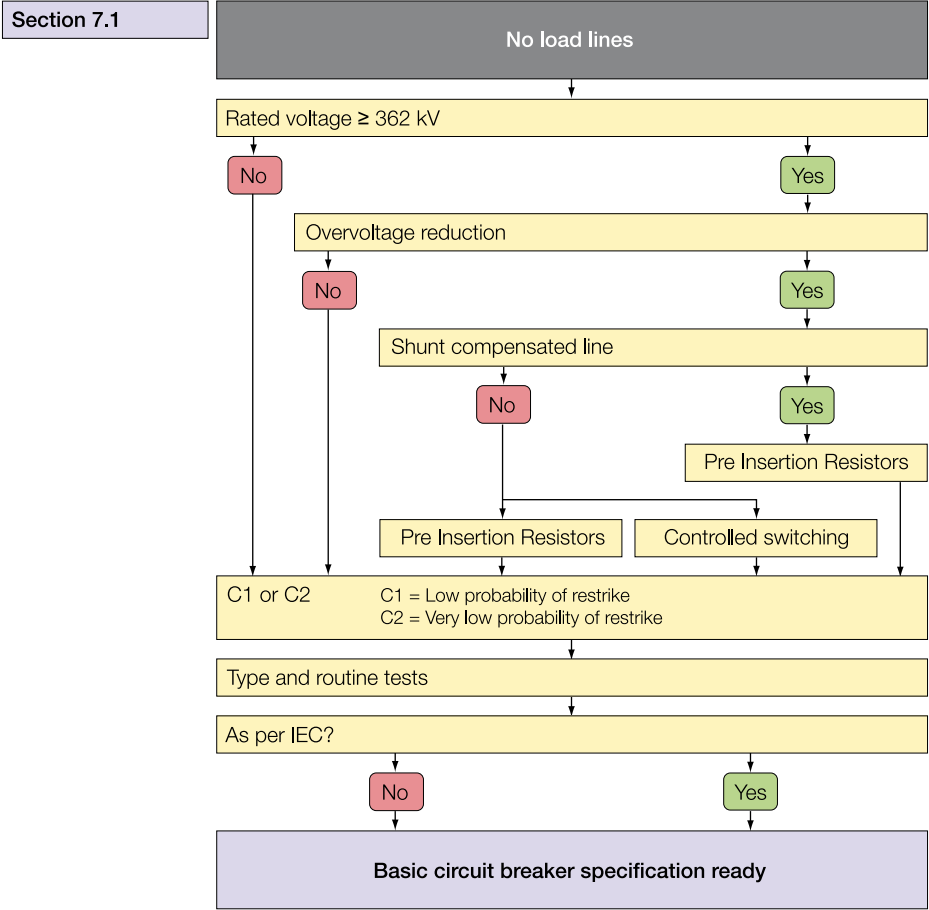 Section 7.1
No load lines
Rated voltage ≥ 362 kV
No
Yes
Overvoltage reduction
No
Yes
Shunt compensated line
No
Yes
Pre Insertion Resistors
Pre Insertion Resistors
Controlled switching
C1 or C2
C1 = Low probability of restrike
C2 = Very low probability of restrike
Type and routine tests
As per IEC?
No
Yes
Basic circuit breaker specification ready